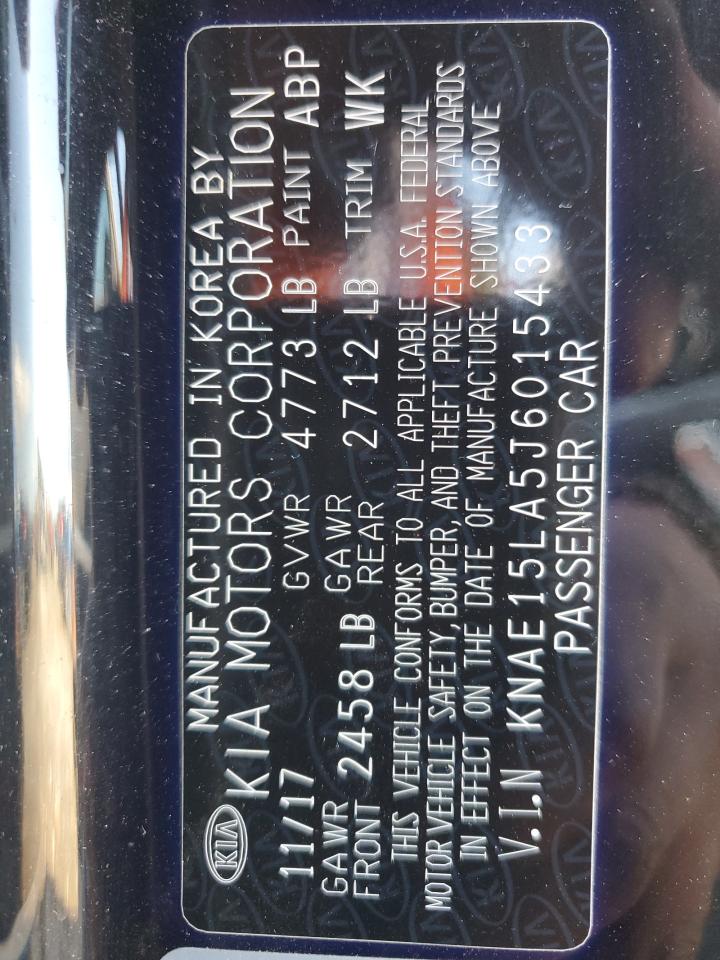 MANUFACTURED IN KOREA BY
KIA KIA MOTORS CORPORATION
11/17 GVWR 4773 LB PAINT ABP
GAWR FRONT 2458 LB GAWR REAR 2712 LB TRIM WK
THIS VEHICLE CONFORMS TO ALL APPLICABLE U.S.A. FEDERAL
MOTOR VEHICLE SAFETY, BUMPER, AND THEFT PREVENTION STANDARDS
IN EFFECT ON THE DATE OF MANUFACTURE SHOWN ABOVE
V.I.N KNAE15LA5J6015433
PASSENGER CAR